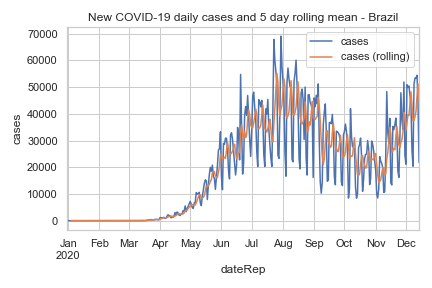 New COVID-19 daily cases and 5 day rolling mean - Brazil
70000
60000
50000
40000
30000
20000
10000
0
cases
cases
cases (rolling)
Jan Feb Mar Apr May Jun Jul Aug Sep Oct Nov Dec
2020
dateRep